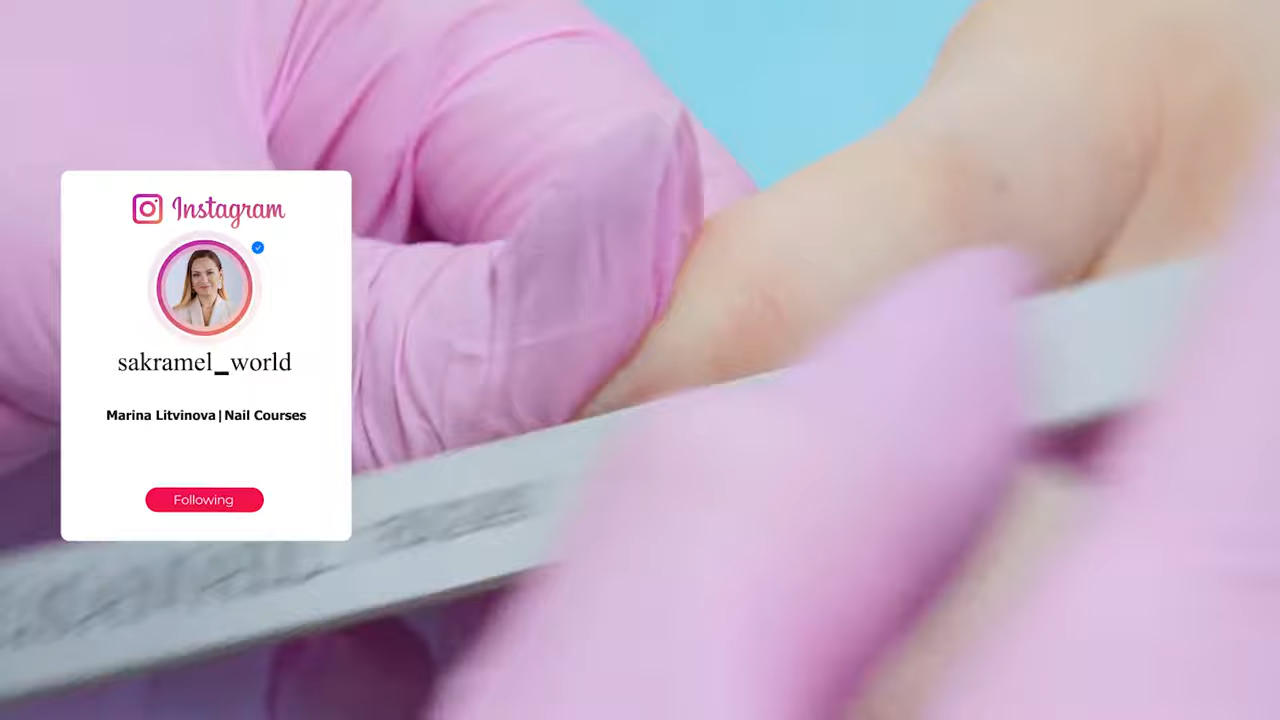 Instagram
sakramel_world
Marina Litvinova|Nail Courses
Following